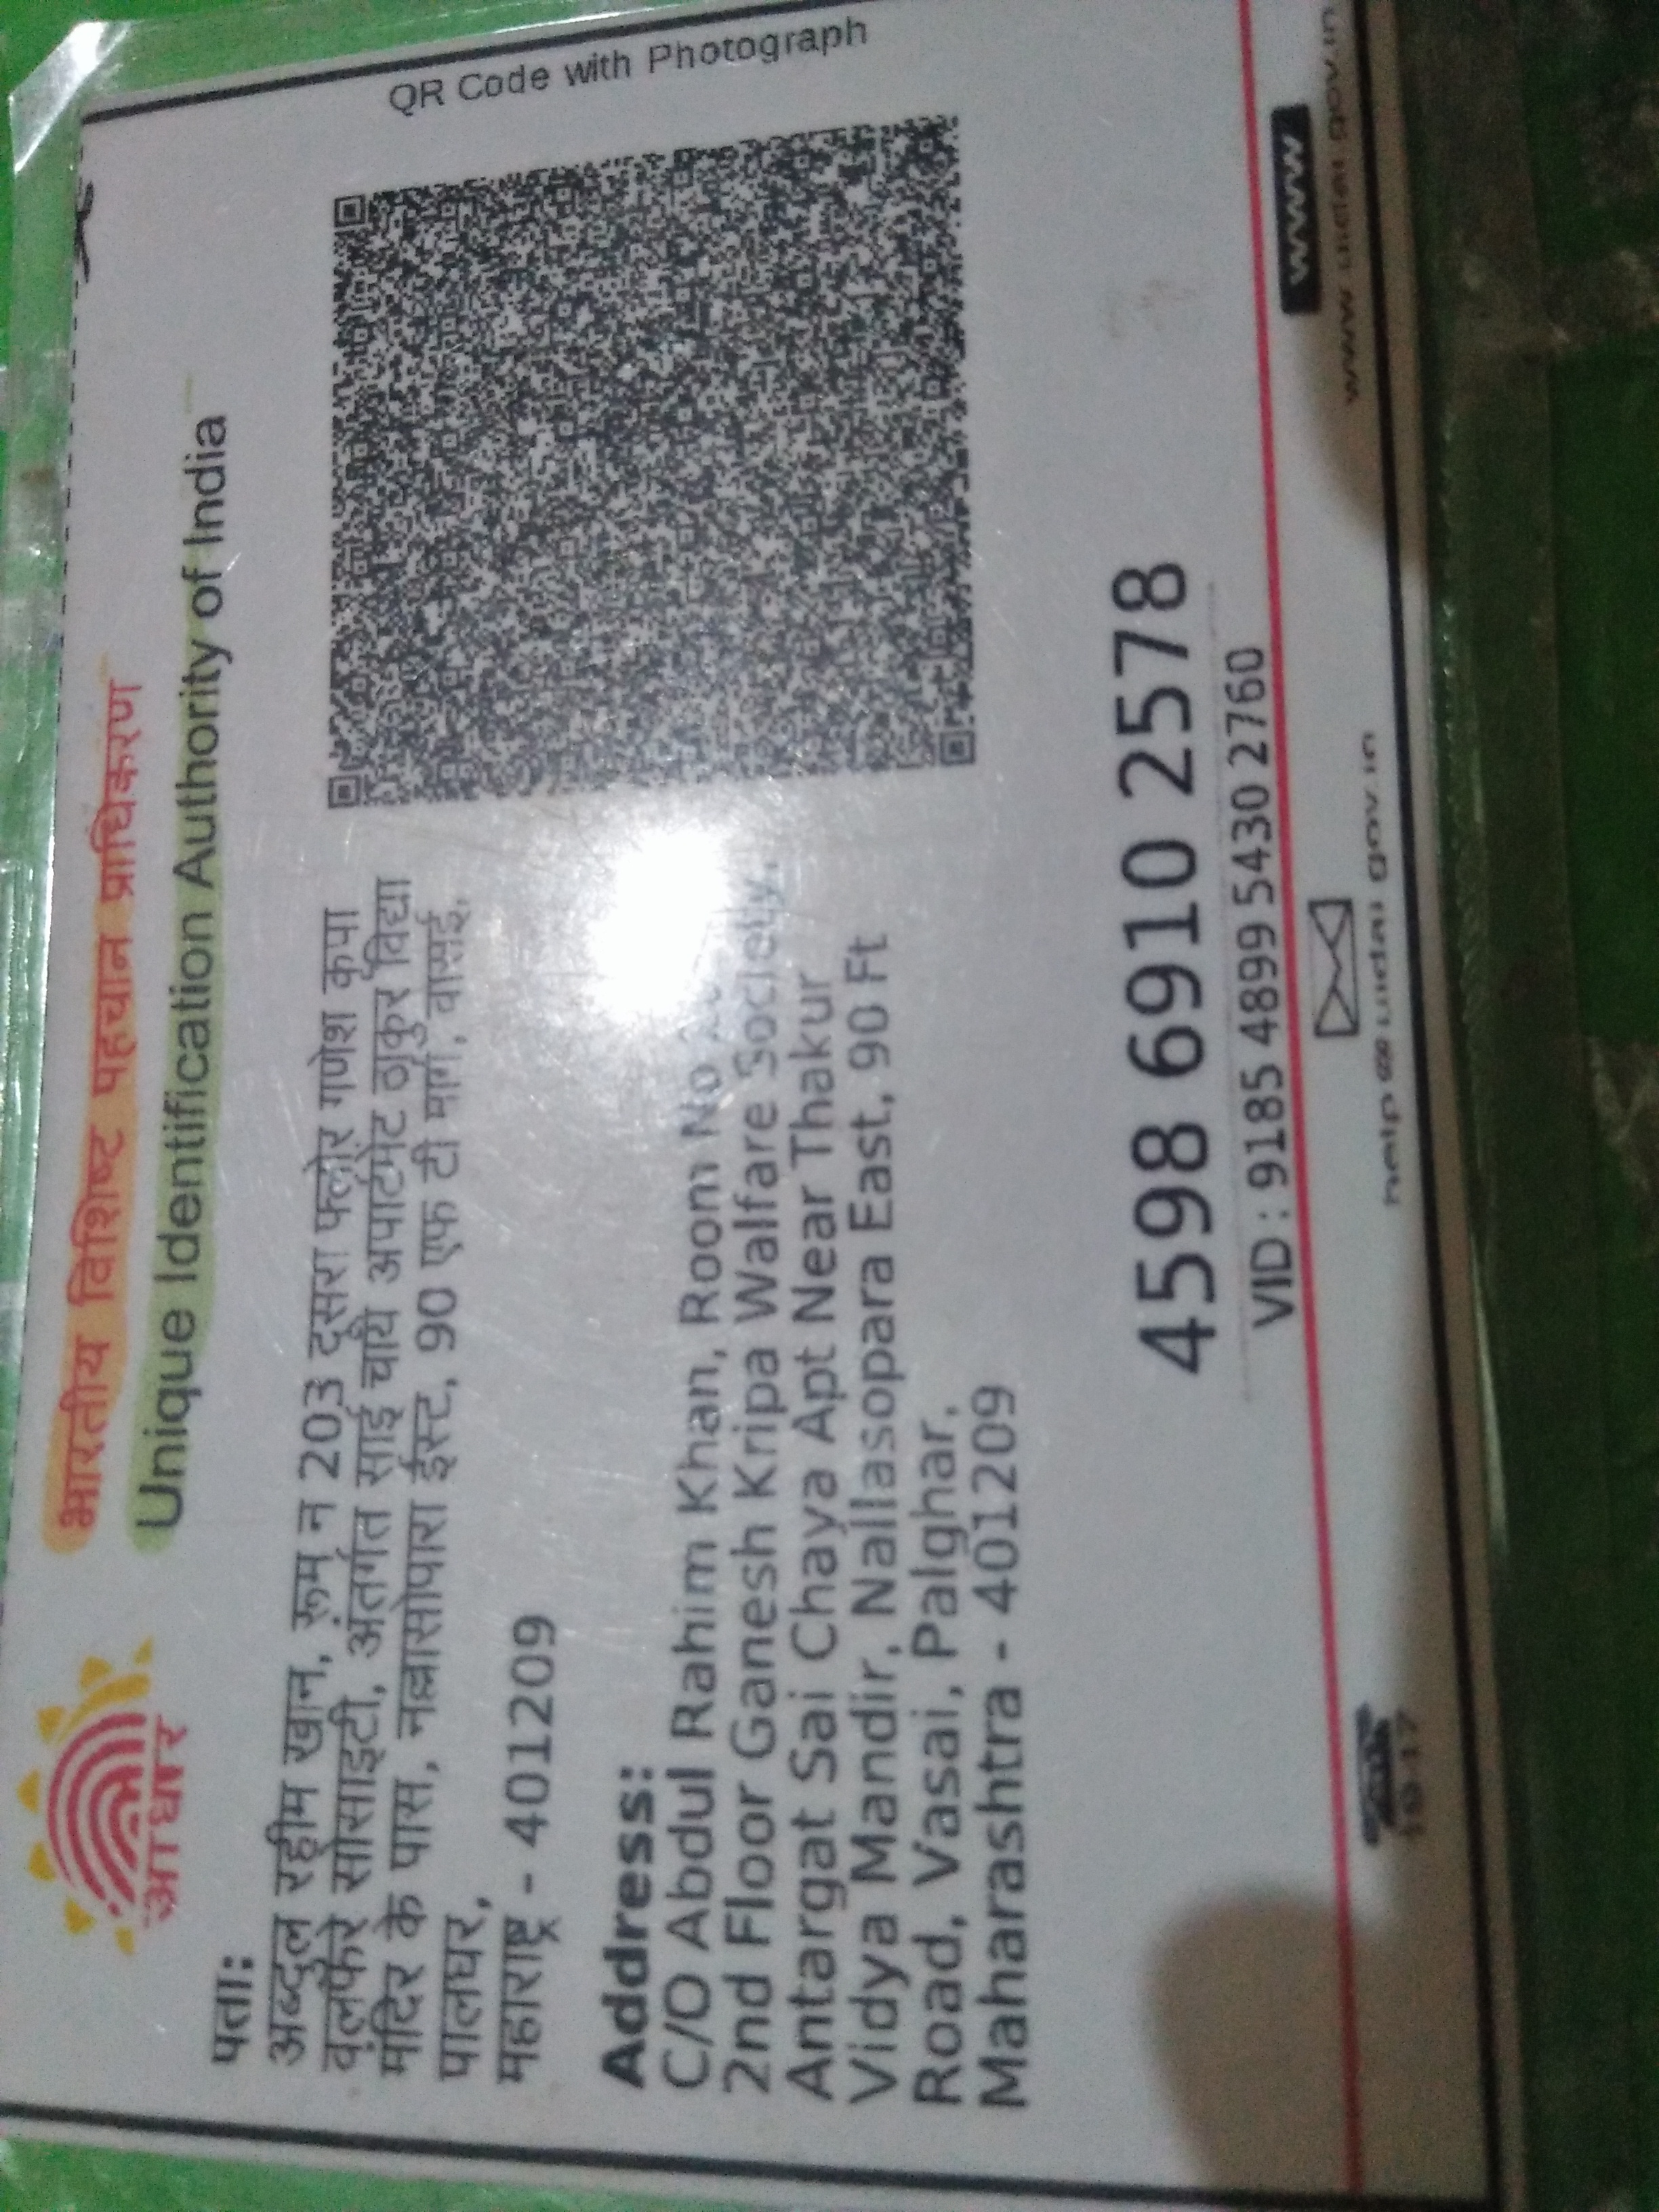 भारतीय विशिष्ट पहचान प्राधिकरण
Unique Identification Authority of India
आधार
पता:
अब्दुल रहीम खान, रूम न 203 दुसरा फ्लोर गणेश कृपा
वेलफेर सोसाइटी, अंतर्गत साई चाये अपार्टमेंट ठाकुर विद्या
मंदिर के पास, नल्लासोपारा ईस्ट, 90 एफ टी मार्ग, वासई,
पालघर,
महाराष्ट्र - 401209
Address:
C/O Abdul Rahim Khan, Room No
2nd Floor Ganesh Kripa Walfare Society,
Antargat Sai Chaya Apt Near Thakur
Vidya Mandir, Nallasopara East, 90 Ft
Road, Vasai, Palghar,
Maharashtra - 401209
QR Code with Photograph
4598 6910 2578
VID : 9185 4899 5430 2760
1947
help@uidai.gov.in
www
www.uidai.gov.in